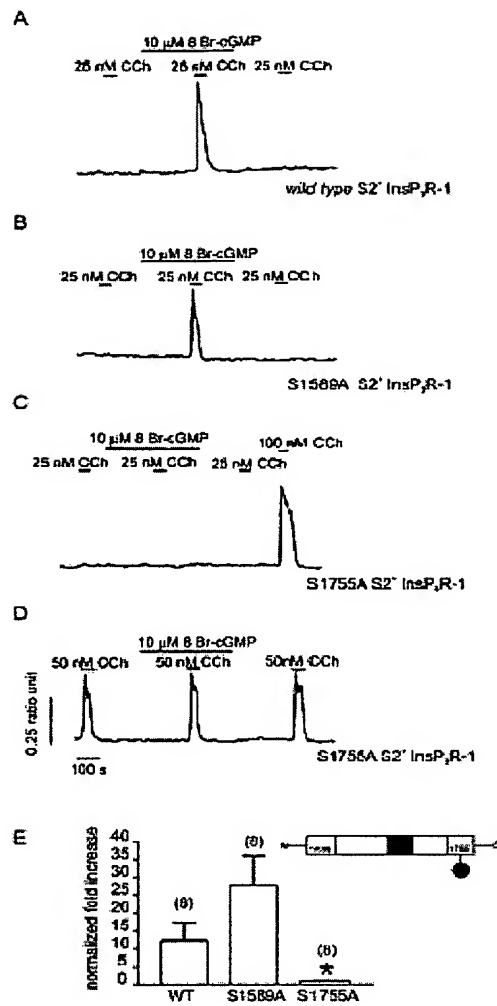 A
10 µM 8 Br-cGMP
25 nM CCh 25 nM CCh 25 nM CCh
wild type S2⁺ InsP₃R-1
B
10 µM 8 Br-cGMP
25 nM CCh 25 nM CCh 25 nM CCh
S1589A S2⁺ InsP₃R-1
C
100 nM CCh
10 µM 8 Br-cGMP
25 nM CCh 25 nM CCh 25 nM CCh
S1755A S2⁺ InsP₃R-1
D
10 µM 8 Br-cGMP
50 nM CCh 50 nM CCh 50nM CCh
0.25 ratio unit
S1755A S2⁺ InsP₃R-1
100 s
E
normalized fold increase
40
35
30
25
20
15
10
5
0
(8)
(8)
(8)
*
N
1755
WT S1589A S1755A